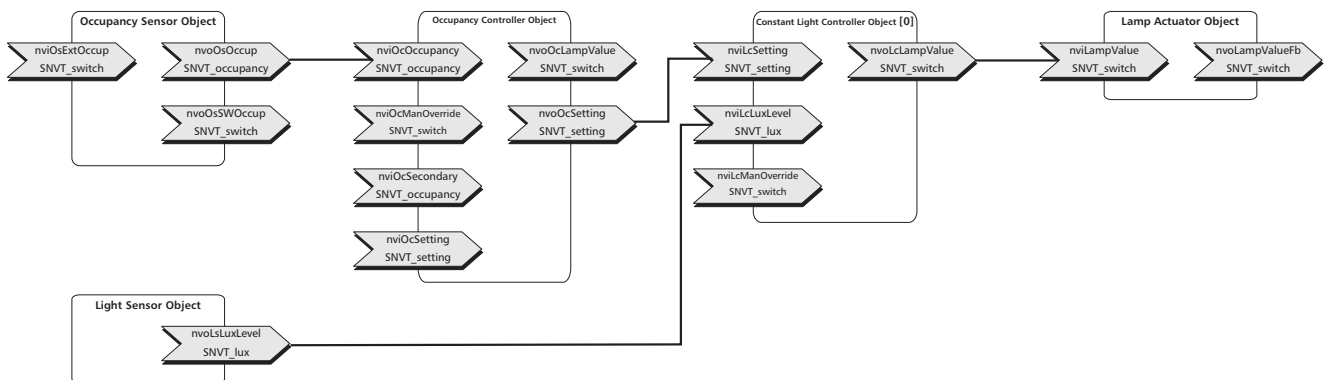 Occupancy Sensor Object
nviOsExtOccup
SNVT_switch
nvoOsOccup
SNVT_occupancy
nvoOsSWOccup
SNVT_switch
Occupancy Controller Object
nviOcOccupancy
SNVT_occupancy
nvoOcLampValue
SNVT_switch
nviOcManOverride
SNVT_switch
nvoOcSetting
SNVT_setting
nviOcSecondary
SNVT_occupancy
nviOcSetting
SNVT_setting
Constant Light Controller Object [0]
nviLcSetting
SNVT_setting
nvoLcLampValue
SNVT_switch
nviLcLuxLevel
SNVT_lux
nviLcManOverride
SNVT_switch
Lamp Actuator Object
nviLampValue
SNVT_switch
nvoLampValueFb
SNVT_switch
Light Sensor Object
nvoLsLuxLevel
SNVT_lux